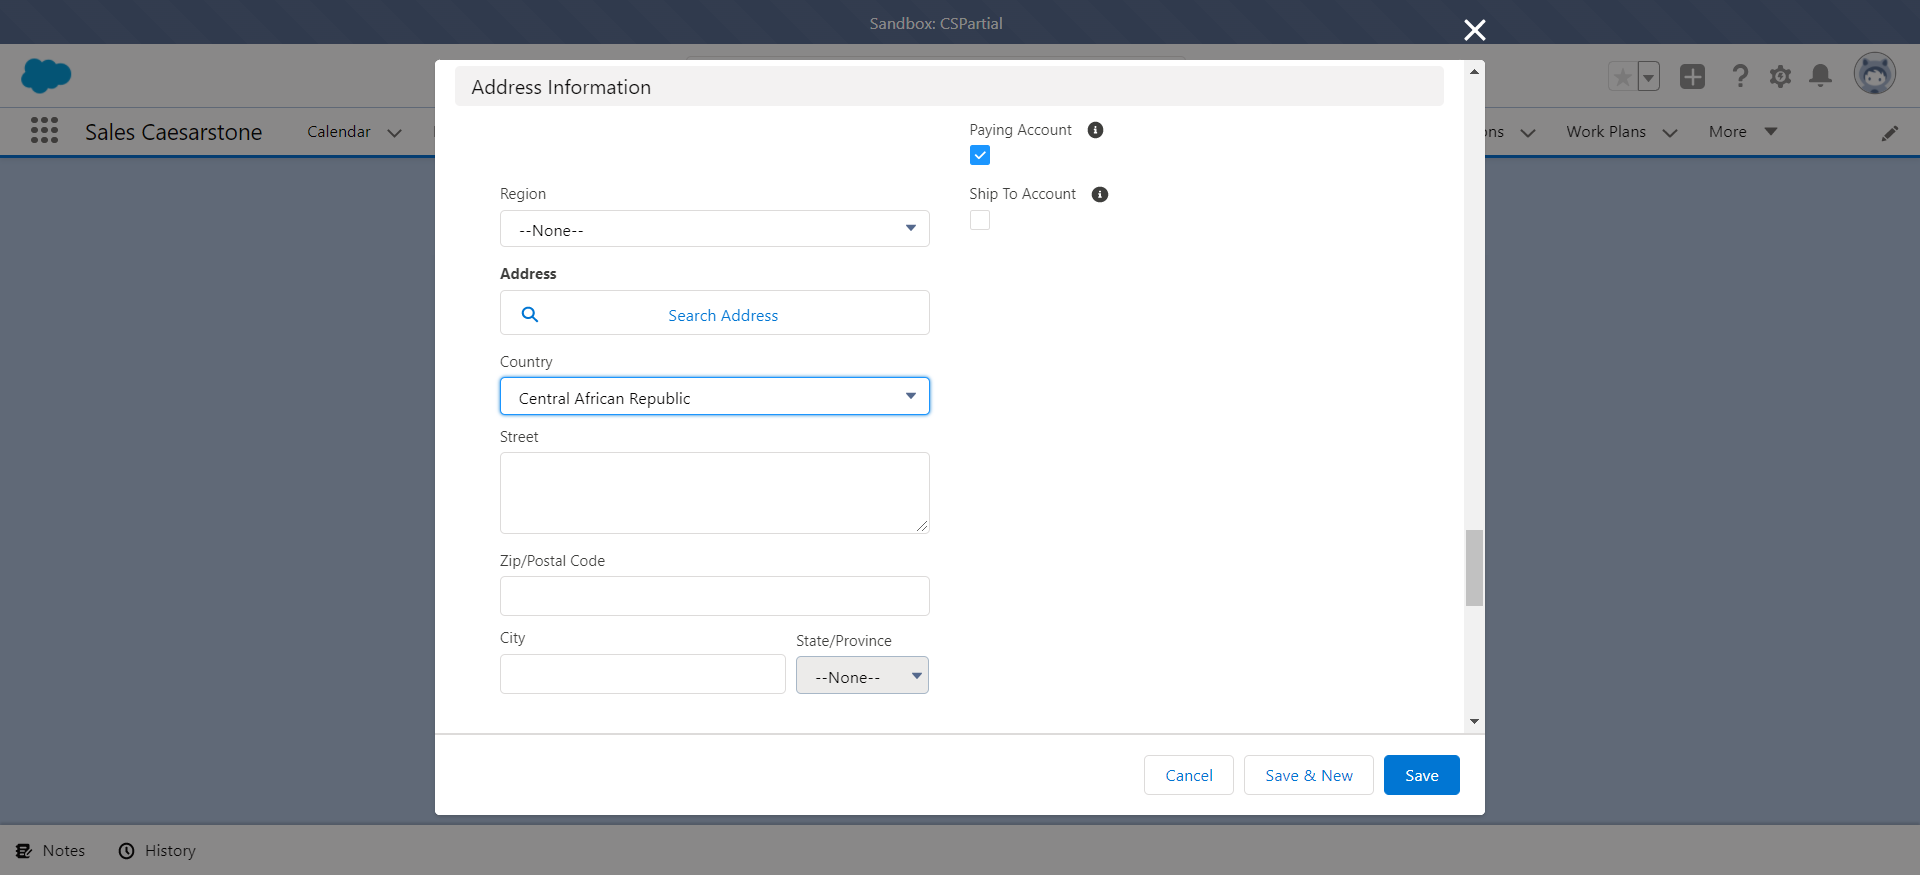 Sandbox: CSPartial
Sales Caesarstone
Calendar
ns
Work Plans
More
Address Information
Paying Account
Region
Ship To Account
--None--
Address
Search Address
Country
Central African Republic
Street
Zip/Postal Code
City
State/Province
--None--
Cancel
Save & New
Save
Notes
History